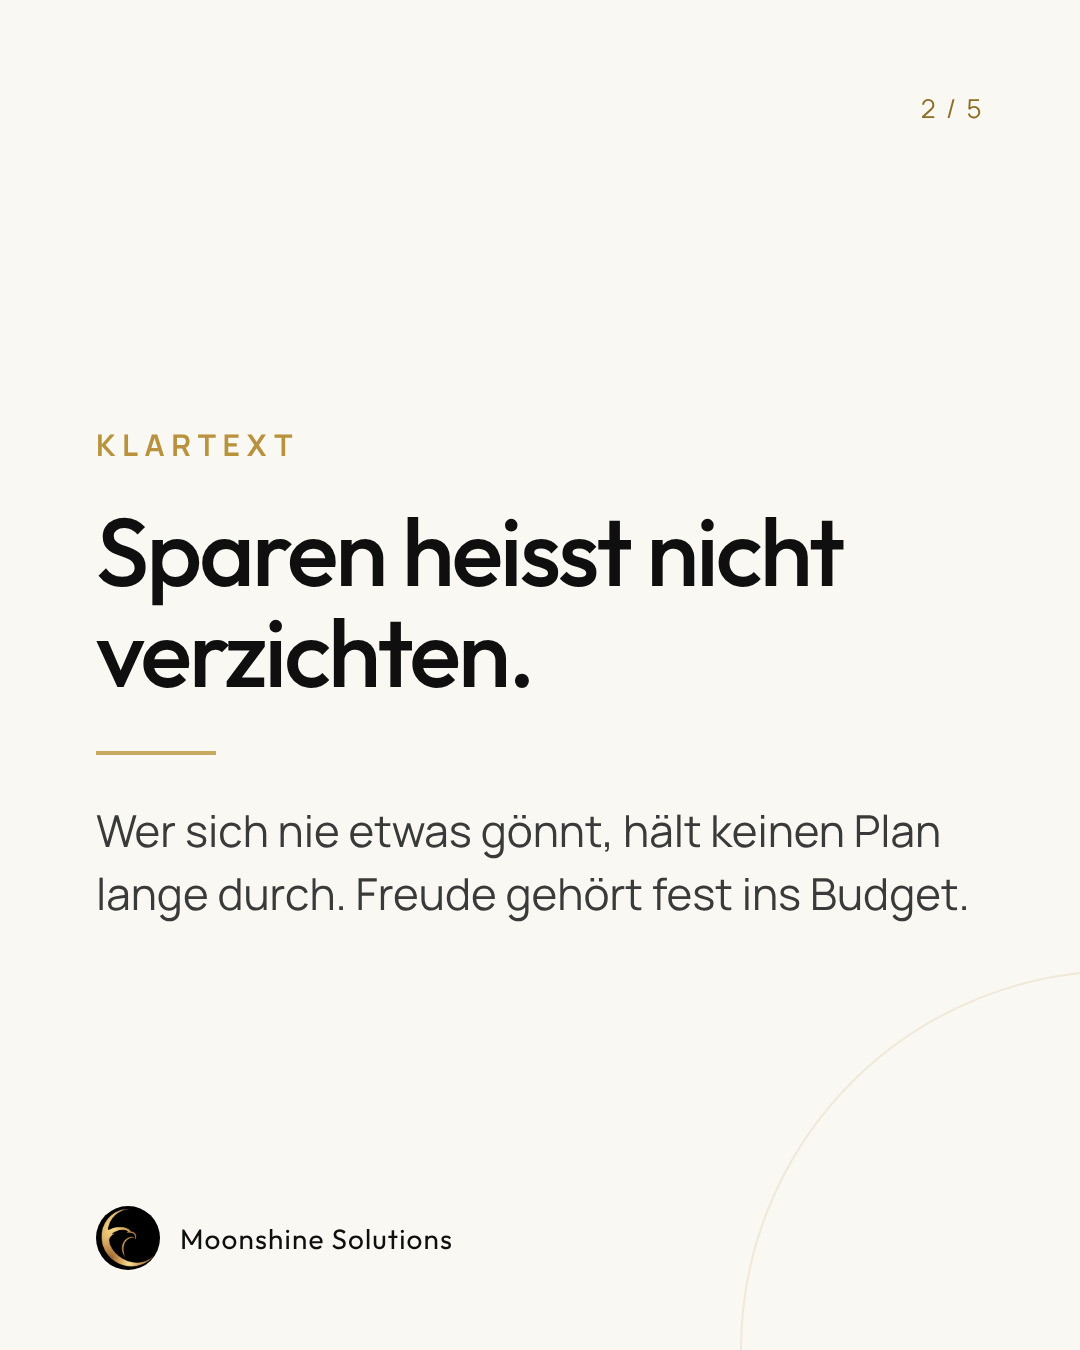 2 / 5
KLARTEXT
Sparen heisst nicht
verzichten.
Wer sich nie etwas gönnt, hält keinen Plan
lange durch. Freude gehört fest ins Budget.
Moonshine Solutions